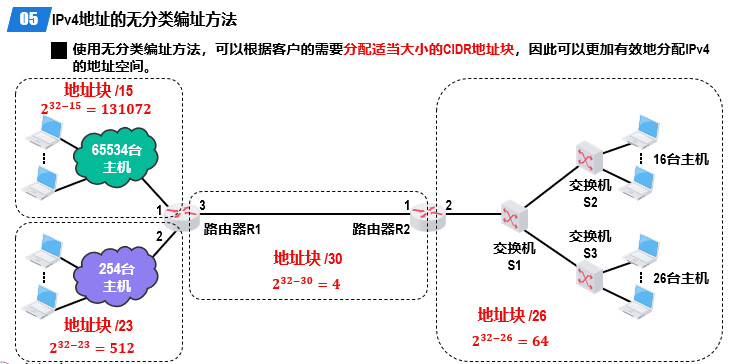 05 IPv4地址的无分类编址方法
使用无分类编址方法，可以根据客户的需要分配适当大小的CIDR地址块，因此可以更加有效地分配IPv4
的地址空间。
地址块 /15
2^{32−15} = 131072
65534台
主机
1
3
路由器R1
2
254台
主机
地址块 /23
2^{32−23} = 512
地址块 /30
2^{32−30} = 4
1
2
路由器R2
交换机
S1
交换机
S2
16台主机
交换机
S3
26台主机
地址块 /26
2^{32−26} = 64